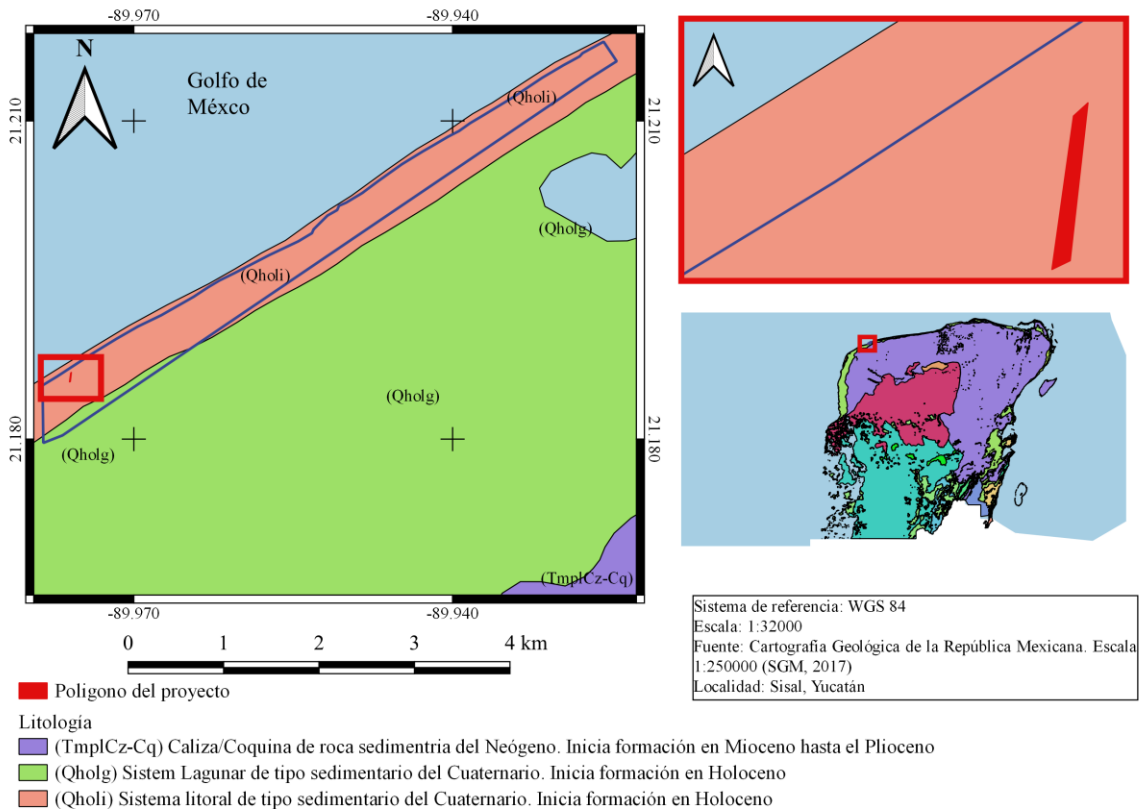 -89.970
-89.940
N
Golfo de
México
(Qholi)
21.210
21.210
(Qholg)
(Qholi)
(Qholg)
21.180
21.180
(Qholg)
(TmplCz-Cq)
-89.970
-89.940
0 1 2 3 4 km
Sistema de referencia: WGS 84
Escala: 1:32000
Fuente: Cartografía Geológica de la República Mexicana. Escala
1:250000 (SGM, 2017)
Localidad: Sisal, Yucatán
Poligono del proyecto
Litología
(TmplCz-Cq) Caliza/Coquina de roca sedimentria del Neógeno. Inicia formación en Mioceno hasta el Plioceno
(Qholg) Sistem Lagunar de tipo sedimentario del Cuaternario. Inicia formación en Holoceno
(Qholi) Sistema litoral de tipo sedimentario del Cuaternario. Inicia formación en Holoceno